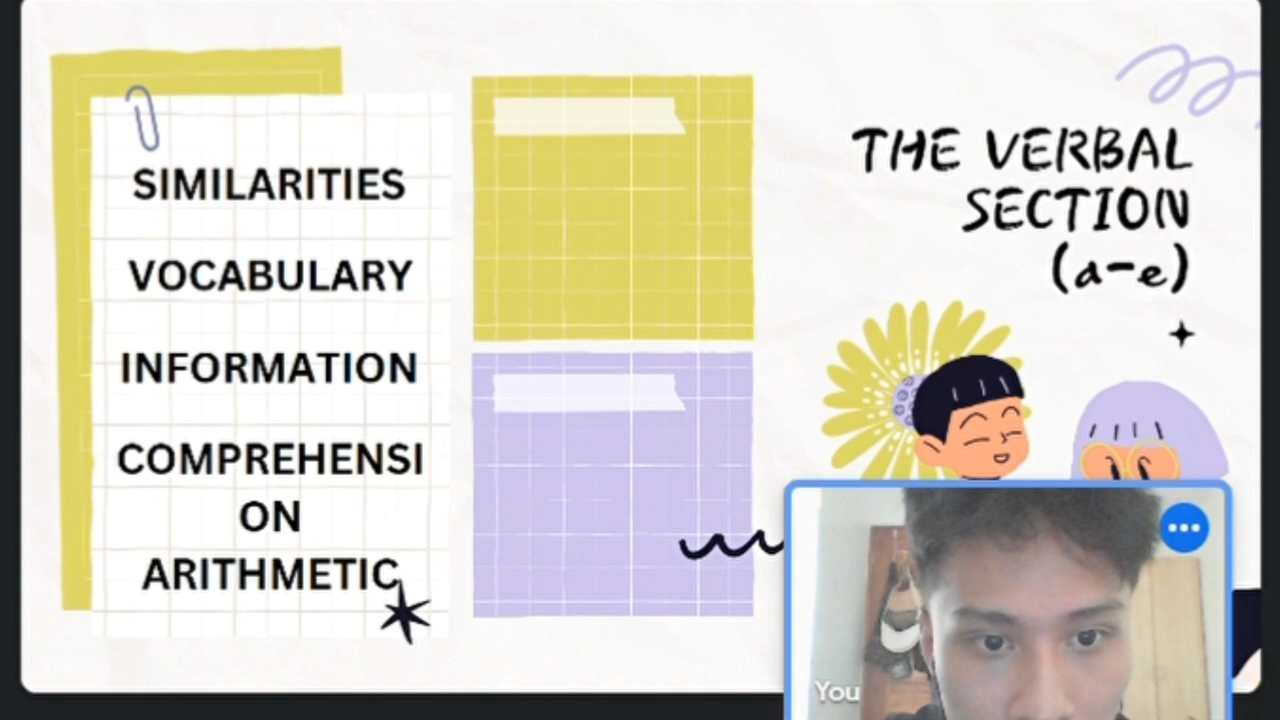 SIMILARITIES
VOCABULARY
INFORMATION
COMPREHENSI
ON
ARITHMETIC
THE VERBAL
SECTION
(a-e)
You